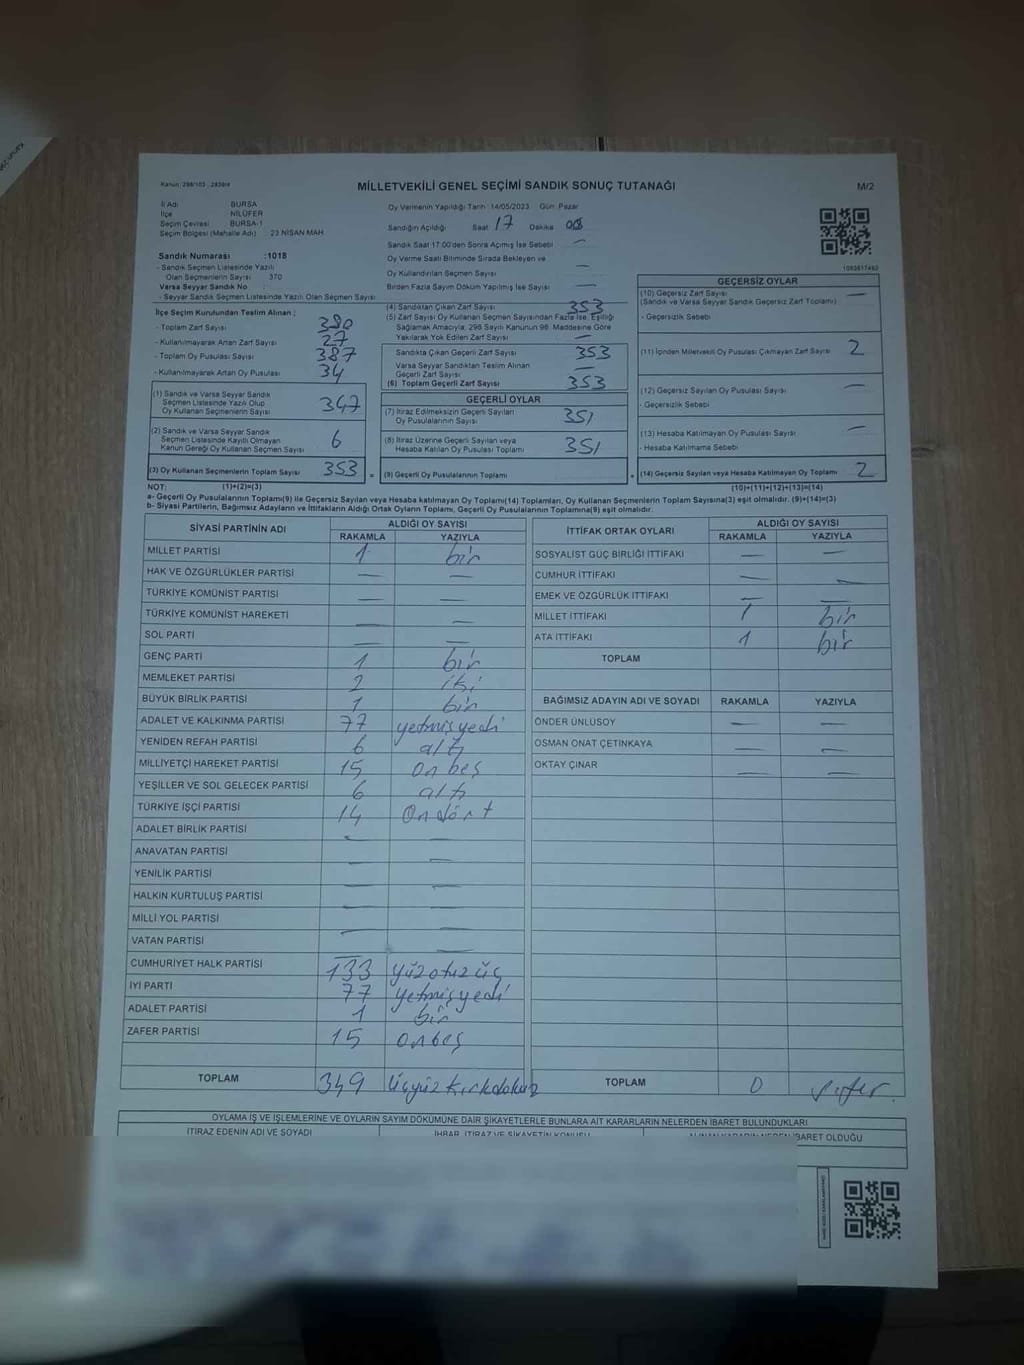 Kanun: 298/103 , 2839/4
MİLLETVEKİLİ GENEL SEÇİMİ SANDIK SONUÇ TUTANAĞI
M/2
İl Adı BURSA
İlçe NİLÜFER
Seçim Çevresi BURSA-1
Seçim Bölgesi (Mahalle Adı) : 23 NİSAN MAH.
Oy Vermenin Yapıldığı Tarih : 14/05/2023 Gün: Pazar
Sandığın Açıldığı Saat 17 Dakika 00
Sandık Saat 17:00'den Sonra Açılmış İse Sebebi —
Oy Verme Saati Bitiminde Sırada Bekleyen ve
Oy Kullandırılan Seçmen Sayısı —
Birden Fazla Sayım Döküm Yapılmış İse Sayısı —
Sandık Numarası :1018
- Sandık Seçmen Listesinde Yazılı
Olan Seçmenlerin Sayısı 370
Varsa Seyyar Sandık No :
- Seyyar Sandık Seçmen Listesinde Yazılı Olan Seçmen Sayısı:
İlçe Seçim Kurulundan Teslim Alınan ;
- Toplam Zarf Sayısı 380
- Kullanılmayarak Artan Zarf Sayısı 27
- Toplam Oy Pusulası Sayısı 387
- Kullanılmayarak Artan Oy Pusulası 34
(1) Sandık ve Varsa Seyyar Sandık
Seçmen Listesinde Yazılı Olup
Oy Kullanan Seçmenlerin Sayısı 347
(2) Sandık ve Varsa Seyyar Sandık
Seçmen Listesinde Kayıtlı Olmayan
Kanun Gereği Oy Kullanan Seçmen Sayısı 6
(3) Oy Kullanan Seçmenlerin Toplam Sayısı 353
(4) Sandıktan Çıkan Zarf Sayısı 353
(5) Zarf Sayısı Oy Kullanan Seçmen Sayısından Fazla İse, Eşitliği
Sağlamak Amacıyla, 298 Sayılı Kanunun 98. Maddesine Göre
Yakılarak Yok Edilen Zarf Sayısı —
Sandıkta Çıkan Geçerli Zarf Sayısı 353
Varsa Seyyar Sandıktan Teslim Alınan
Geçerli Zarf Sayısı —
(6) Toplam Geçerli Zarf Sayısı 353
GEÇERLİ OYLAR
(7) İtiraz Edilmeksizin Geçerli Sayılan
Oy Pusulalarının Sayısı 351
(8) İtiraz Üzerine Geçerli Sayılan veya
Hesaba Katılan Oy Pusulası Toplamı 351
= (9) Geçerli Oy Pusulalarının Toplamı
GEÇERSİZ OYLAR
(10) Geçersiz Zarf Sayısı —
(Sandık ve Varsa Seyyar Sandık Geçersiz Zarf Toplamı)
- Geçersizlik Sebebi
(11) İçinden Milletvekili Oy Pusulası Çıkmayan Zarf Sayısı 2
(12) Geçersiz Sayılan Oy Pusulası Sayısı —
- Geçersizlik Sebebi
(13) Hesaba Katılmayan Oy Pusulası Sayısı —
- Hesaba Katılmama Sebebi
+ (14) Geçersiz Sayılan veya Hesaba Katılmayan Oy Toplamı 2
NOT: (1)+(2)=(3) (10)+(11)+(12)+(13)=(14)
a- Geçerli Oy Pusulalarının Toplamı(9) ile Geçersiz Sayılan veya Hesaba katılmayan Oy Toplamı(14) Toplamları, Oy Kullanan Seçmenlerin Toplam Sayısına(3) eşit olmalıdır. (9)+(14)=(3)
b- Siyasi Partilerin, Bağımsız Adayların ve İttifakların Aldığı Ortak Oyların Toplamı, Geçerli Oy Pusulalarının Toplamına(9) eşit olmalıdır.
SİYASİ PARTİNİN ADI ALDIĞI OY SAYISI
RAKAMLA YAZIYLA
MİLLET PARTİSİ 1 bir
HAK VE ÖZGÜRLÜKLER PARTİSİ — —
TÜRKİYE KOMÜNİST PARTİSİ — —
TÜRKİYE KOMÜNİST HAREKETİ — —
SOL PARTİ — —
GENÇ PARTİ 1 bir
MEMLEKET PARTİSİ 2 iki
BÜYÜK BİRLİK PARTİSİ 1 bir
ADALET VE KALKINMA PARTİSİ 77 yetmişyedi
YENİDEN REFAH PARTİSİ 6 altı
MİLLİYETÇİ HAREKET PARTİSİ 15 onbeş
YEŞİLLER VE SOL GELECEK PARTİSİ 6 altı
TÜRKİYE İŞÇİ PARTİSİ 14 Ondört
ADALET BİRLİK PARTİSİ — —
ANAVATAN PARTİSİ —
YENİLİK PARTİSİ — —
HALKIN KURTULUŞ PARTİSİ — —
MİLLİ YOL PARTİSİ — —
VATAN PARTİSİ — —
CUMHURİYET HALK PARTİSİ 133 yüzotuzüç
İYİ PARTİ 77 yetmişyedi
ADALET PARTİSİ 1 bir
ZAFER PARTİSİ 15 onbeş
TOPLAM 349 üçyüzkırkdokuz
İTTİFAK ORTAK OYLARI ALDIĞI OY SAYISI
RAKAMLA YAZIYLA
SOSYALİST GÜÇ BİRLİĞİ İTTİFAKI — —
CUMHUR İTTİFAKI — —
EMEK VE ÖZGÜRLÜK İTTİFAKI — —
MİLLET İTTİFAKI 1 bir
ATA İTTİFAKI 1 bir
TOPLAM
BAĞIMSIZ ADAYIN ADI VE SOYADI RAKAMLA YAZIYLA
ÖNDER ÜNLÜSOY — —
OSMAN ONAT ÇETİNKAYA — —
OKTAY ÇINAR — —
TOPLAM 0 sıfır
OYLAMA İŞ VE İŞLEMLERİNE VE OYLARIN SAYIM DÖKÜMÜNE DAİR ŞİKAYETLERLE BUNLARA AİT KARARLARIN NELERDEN İBARET BULUNDUKLARI
İTİRAZ EDENİN ADI VE SOYADI İHBAR, İTİRAZ VE ŞİKAYETİN KONUSU ALINAN KARARIN NEDEN İBARET OLDUĞU